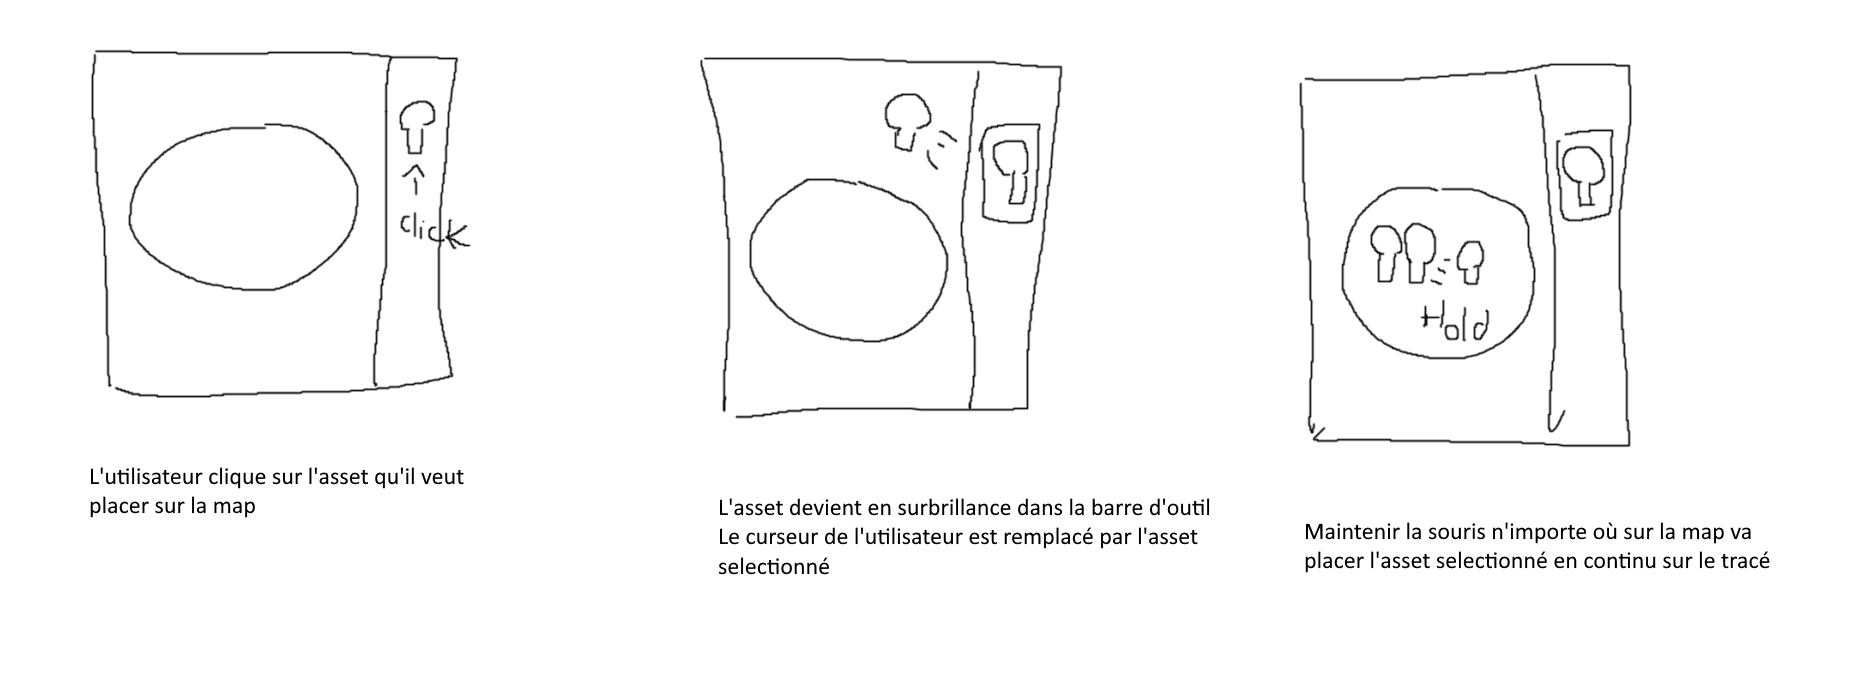 click
L'utilisateur clique sur l'asset qu'il veut
placer sur la map
L'asset devient en surbrillance dans la barre d'outil
Le curseur de l'utilisateur est remplacé par l'asset
selectionné
Hold
Maintenir la souris n'importe où sur la map va
placer l'asset selectionné en continu sur le tracé